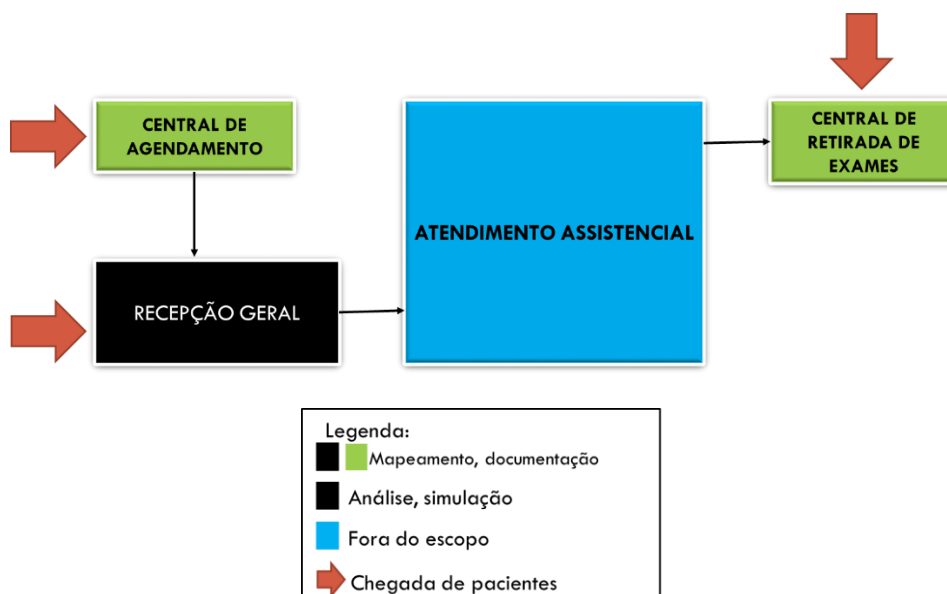 CENTRAL DE
AGENDAMENTO
CENTRAL DE
RETIRADA DE
EXAMES
ATENDIMENTO ASSISTENCIAL
RECEPÇÃO GERAL
Legenda:
Mapeamento, documentação
Análise, simulação
Fora do escopo
Chegada de pacientes